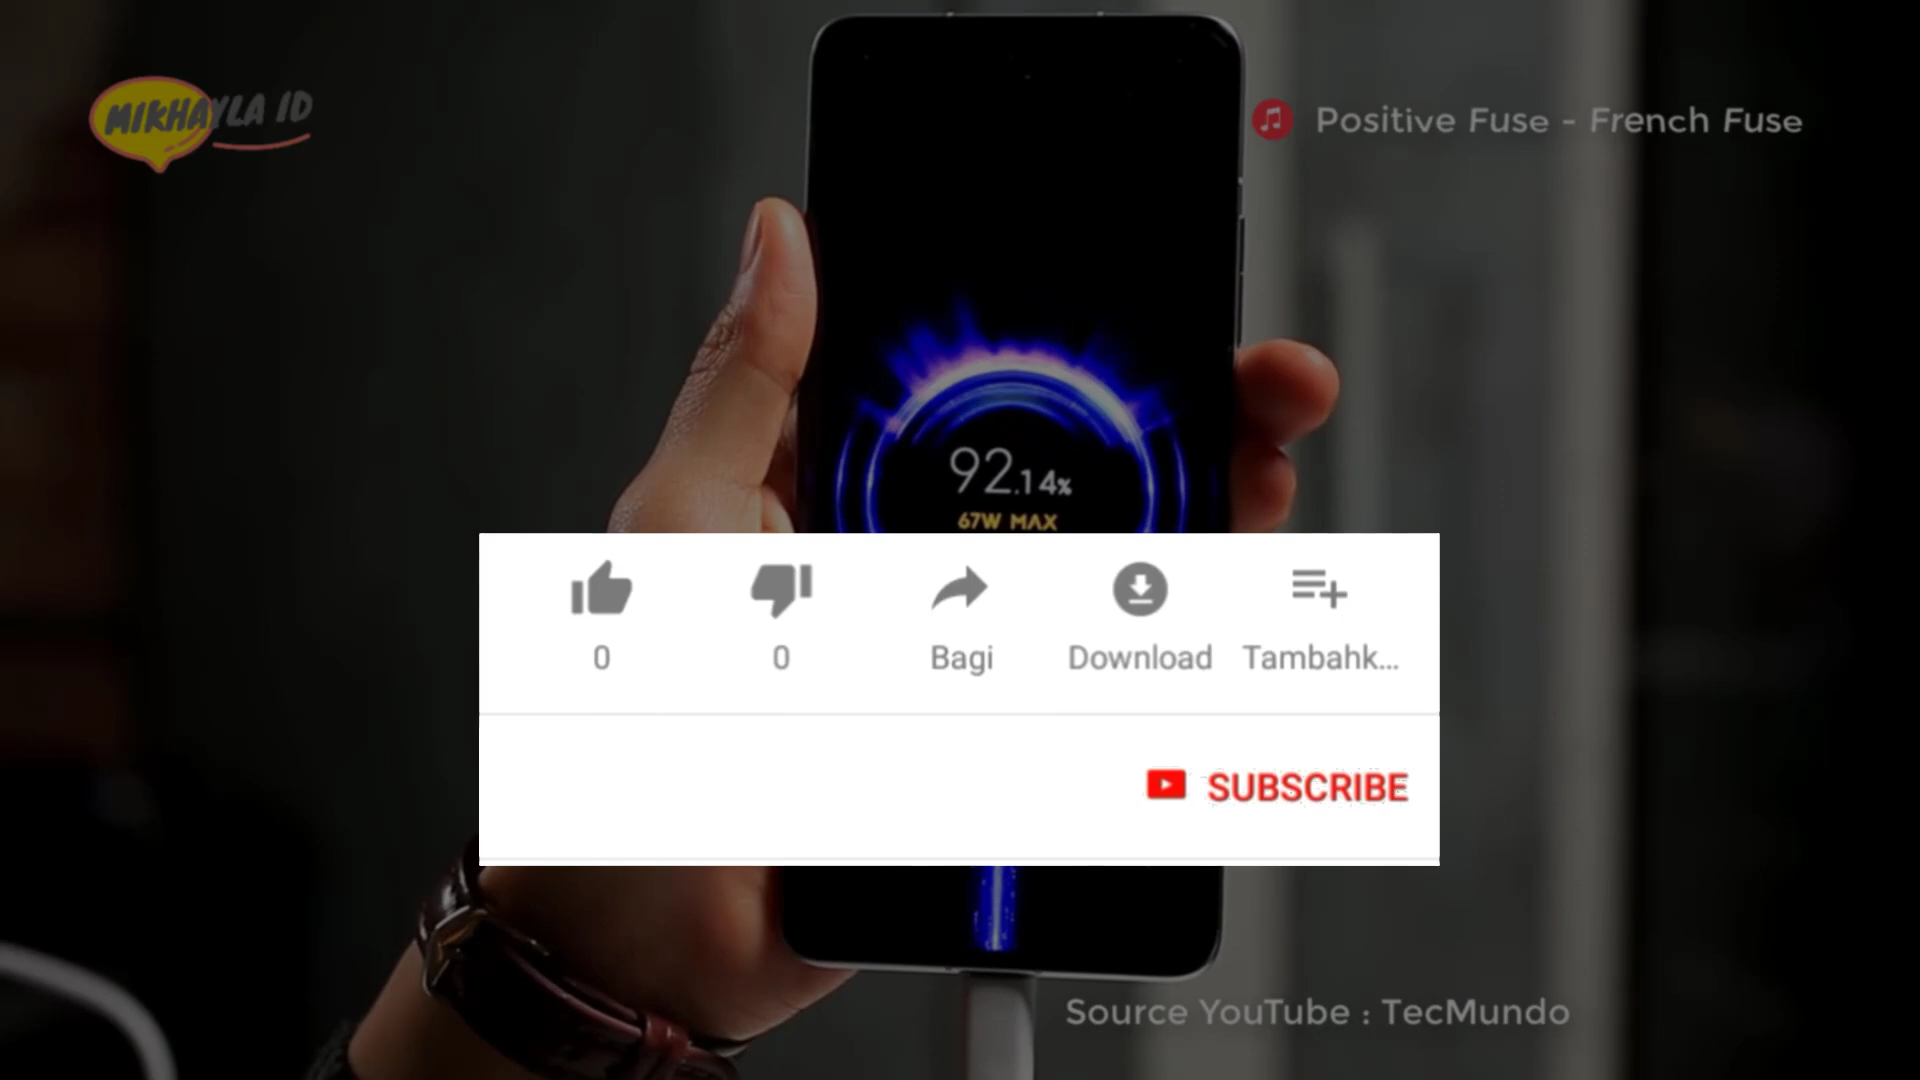 MIKHAYLA ID
Positive Fuse - French Fuse
92.14%
67W MAX
0
0
Bagi
Download
Tambahk...
SUBSCRIBE
Source YouTube : TecMundo